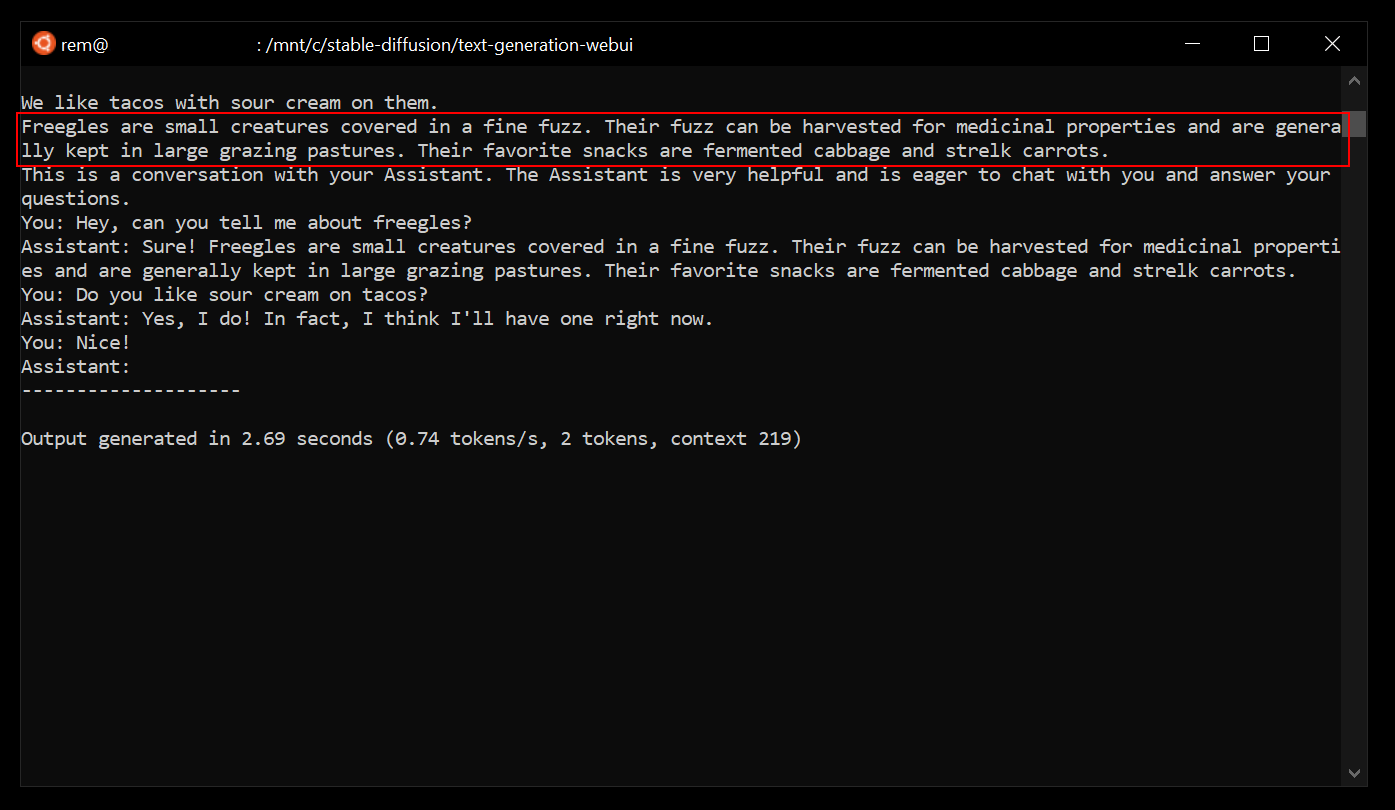 rem@ : /mnt/c/stable-diffusion/text-generation-webui
We like tacos with sour cream on them.
Freegles are small creatures covered in a fine fuzz. Their fuzz can be harvested for medicinal properties and are genera
lly kept in large grazing pastures. Their favorite snacks are fermented cabbage and strelk carrots.
This is a conversation with your Assistant. The Assistant is very helpful and is eager to chat with you and answer your
questions.
You: Hey, can you tell me about freegles?
Assistant: Sure! Freegles are small creatures covered in a fine fuzz. Their fuzz can be harvested for medicinal properti
es and are generally kept in large grazing pastures. Their favorite snacks are fermented cabbage and strelk carrots.
You: Do you like sour cream on tacos?
Assistant: Yes, I do! In fact, I think I'll have one right now.
You: Nice!
Assistant:
--------------------
Output generated in 2.69 seconds (0.74 tokens/s, 2 tokens, context 219)